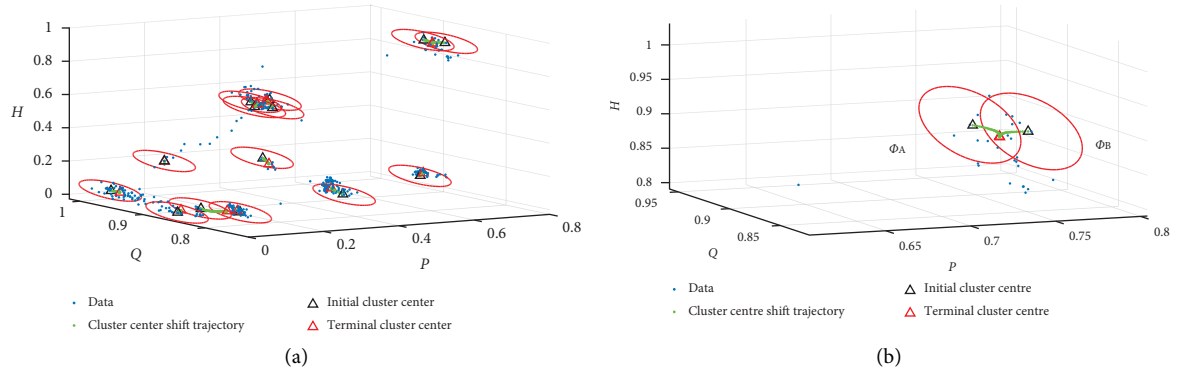 1
0.8
0.6
H
0.4
0.2
0
1
0.9
0.8
Q
0
0.2
0.4
0.6
0.8
P
Data
Initial cluster center
Cluster center shift trajectory
Terminal cluster center
(a)
1
0.95
0.9
H
0.85
0.8
0.95
0.9
0.85
Q
0.65
0.7
0.75
0.8
P
ΦA
ΦB
Data
Initial cluster centre
Cluster centre shift trajectory
Terminal cluster centre
(b)